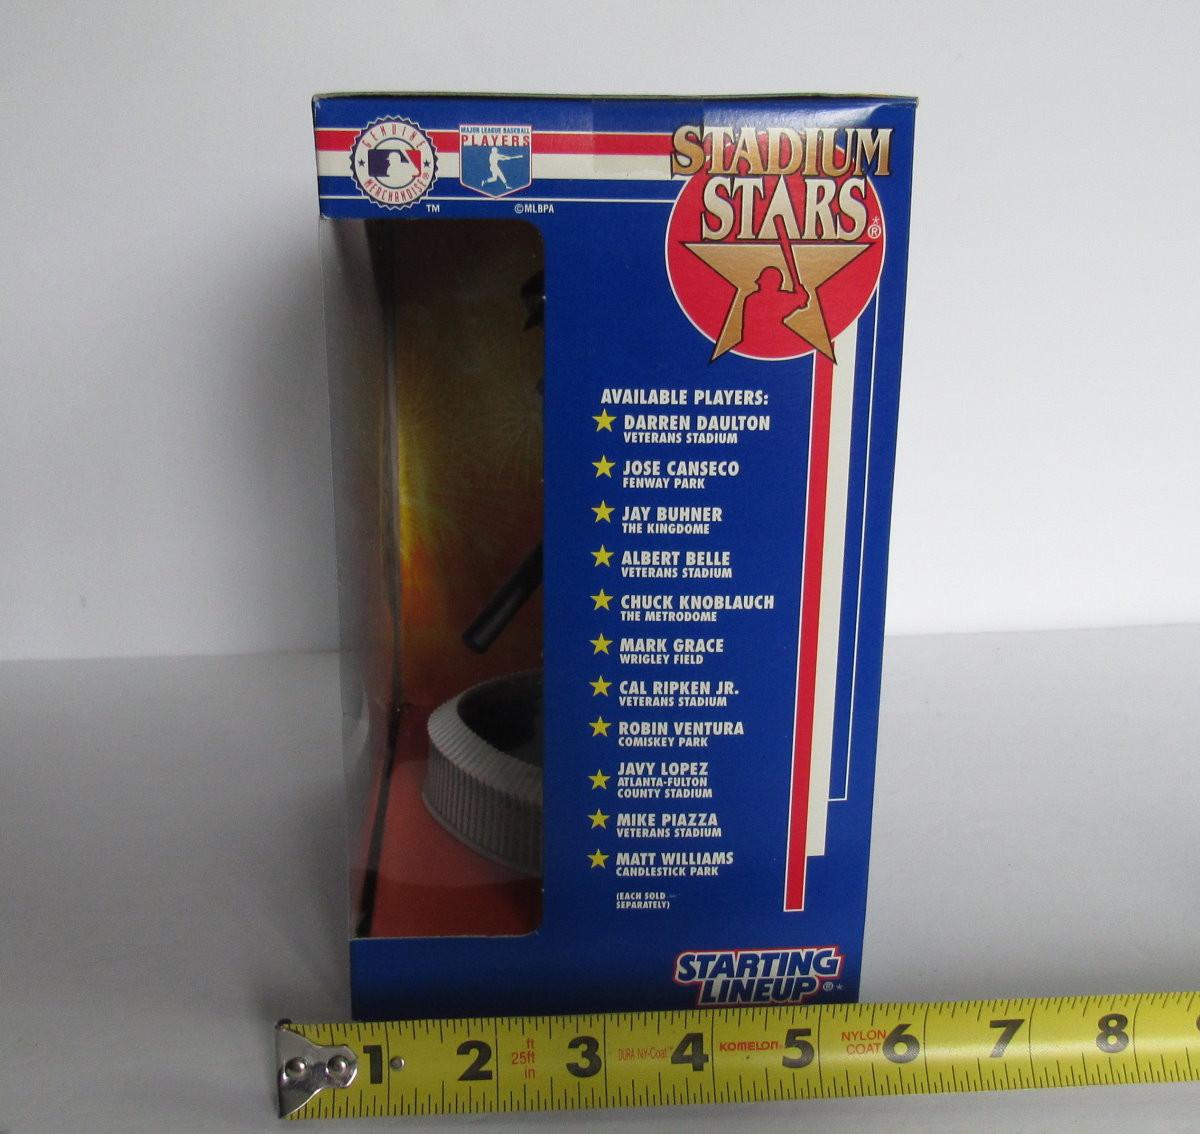 GENUINE
MERCHANDISE®
TM
MAJOR LEAGUE BASEBALL
PLAYERS
©MLBPA
STADIUM
STARS
®
AVAILABLE PLAYERS:
DARREN DAULTON
VETERANS STADIUM
JOSE CANSECO
FENWAY PARK
JAY BUHNER
THE KINGDOME
ALBERT BELLE
VETERANS STADIUM
CHUCK KNOBLAUCH
THE METRODOME
MARK GRACE
WRIGLEY FIELD
CAL RIPKEN JR.
VETERANS STADIUM
ROBIN VENTURA
COMISKEY PARK
JAVY LOPEZ
ATLANTA-FULTON
COUNTY STADIUM
MIKE PIAZZA
VETERANS STADIUM
MATT WILLIAMS
CANDLESTICK PARK
(EACH SOLD
SEPARATELY)
STARTING
LINEUP ®*
1 2 ft 25ft in 3 DURA NY-Coat™ 4 KOMELON® 5 NYLON COAT 6 7 8